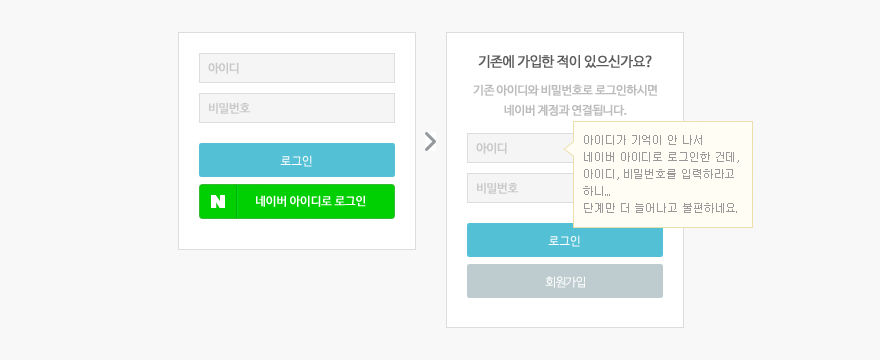 아이디
비밀번호
로그인
N 네이버 아이디로 로그인
기존에 가입한 적이 있으신가요?
기존 아이디와 비밀번호로 로그인하시면
네이버 계정과 연결됩니다.
아이디
비밀번호
로그인
회원가입
아이디가 기억이 안 나서
네이버 아이디로 로그인한 건데,
아이디, 비밀번호를 입력하라고
하니...
단계만 더 늘어나고 불편하네요.